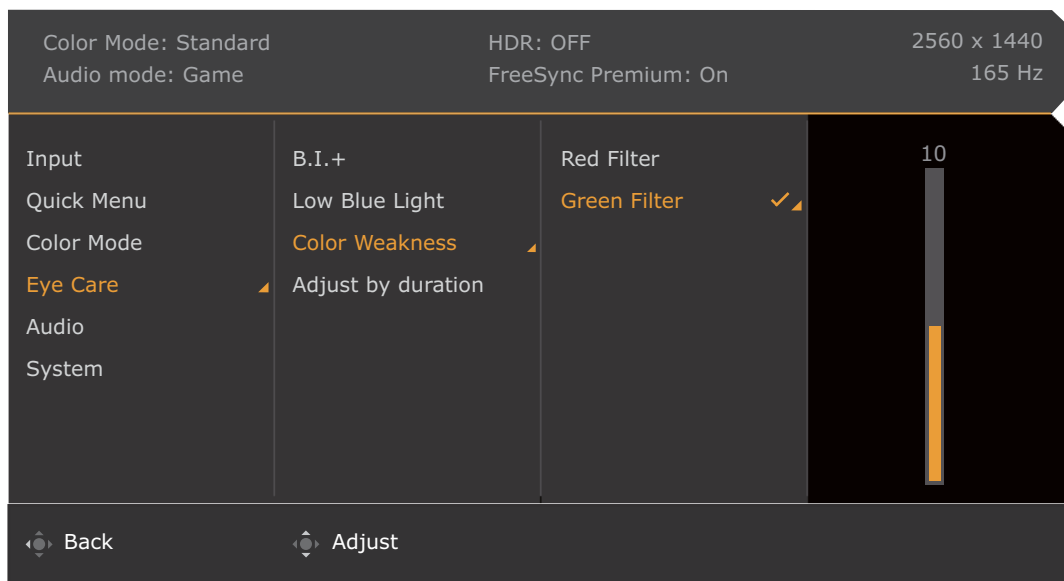 Color Mode: Standard
HDR: OFF
2560 x 1440
Audio mode: Game
FreeSync Premium: On
165 Hz
Input
Quick Menu
Color Mode
Eye Care
Audio
System
B.I.+
Low Blue Light
Color Weakness
Adjust by duration
Red Filter
Green Filter
10
Back
Adjust